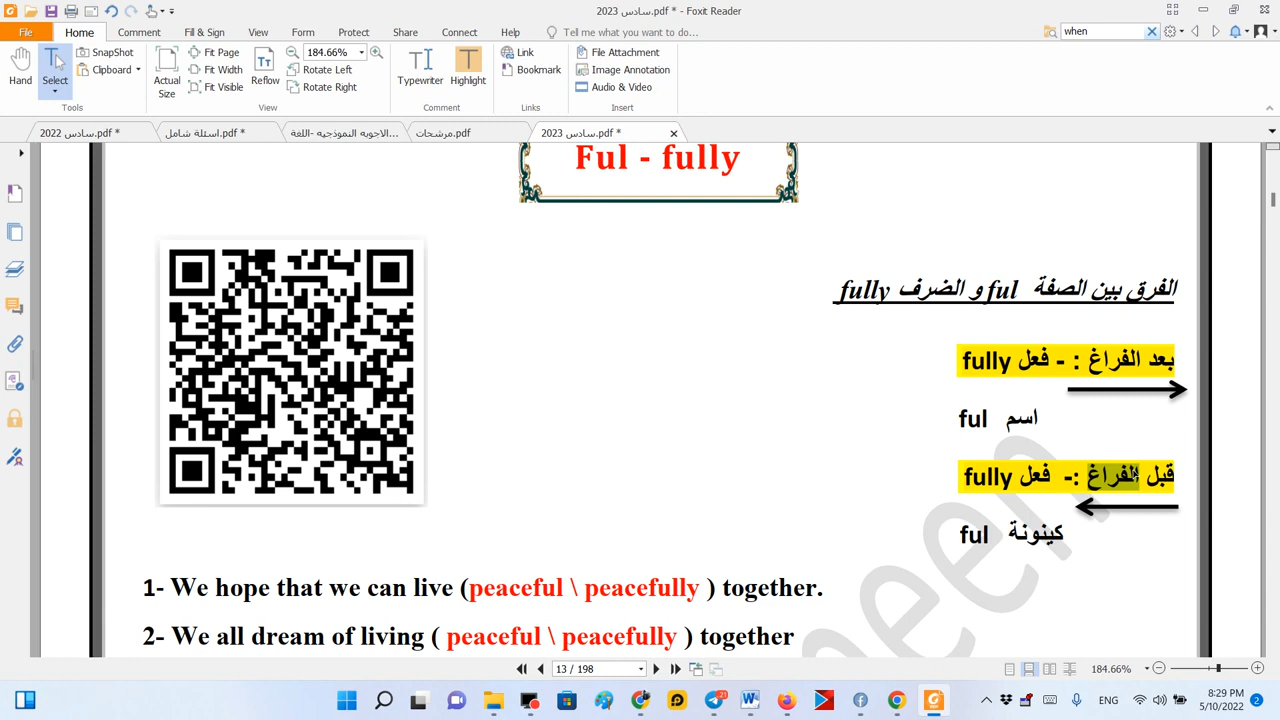 سادس 2023.pdf * - Foxit Reader
File
Home
Comment
Fill & Sign
View
Form
Protect
Share
Connect
Help
Tell me what you want to do...
when
Hand
Select
SnapShot
Clipboard
Tools
Actual Size
Fit Page
Fit Width
Fit Visible
Reflow
184.66%
Rotate Left
Rotate Right
View
Typewriter
Highlight
Comment
Link
Bookmark
Links
File Attachment
Image Annotation
Audio & Video
Insert
سادس 2022.pdf *
اسئلة شامل.pdf *
الاجوبه النموذجيه -اللغة...
مرشحات.pdf
سادس 2023.pdf *
Ful - fully
الفرق بين الصفة ful و الضرف fully
بعد الفراغ : - فعل fully
اسم ful
قبل الفراغ :- فعل fully
كينونة ful
1- We hope that we can live (peaceful \ peacefully ) together.
2- We all dream of living ( peaceful \ peacefully ) together
13 / 198
184.66%
21
ENG
8:29 PM
5/10/2022
2